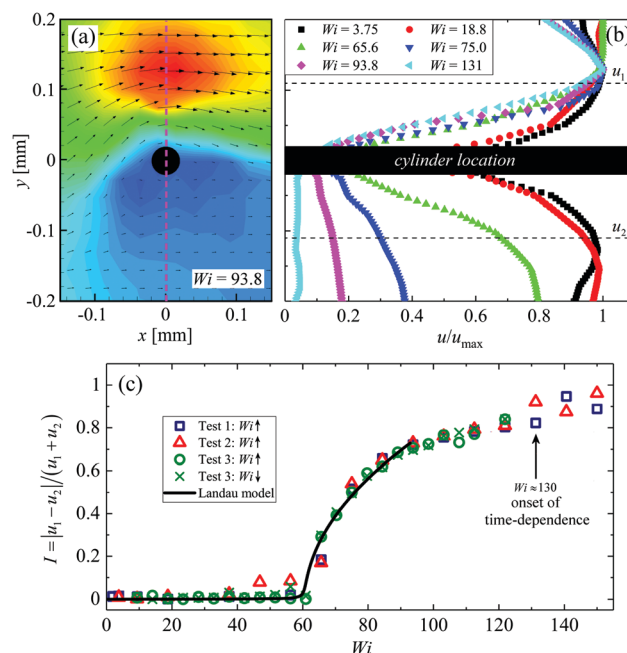 (a)
0.2
0.1
0
-0.1
-0.2
y [mm]
-0.1 0 0.1
x [mm]
Wi = 93.8
(b)
Wi = 3.75 Wi = 18.8
Wi = 65.6 Wi = 75.0
Wi = 93.8 Wi = 131
u₁
cylinder location
u₂
0 0.2 0.4 0.6 0.8 1
u/uₘₐₓ
(c)
1
0.8
0.6
0.4
0.2
0
I = |u₁ − u₂|/(u₁ + u₂)
Test 1: Wi↑
Test 2: Wi↑
Test 3: Wi↑
Test 3: Wi↓
Landau model
Wi ≈ 130
onset of
time-dependence
0 20 40 60 80 100 120 140 160
Wi